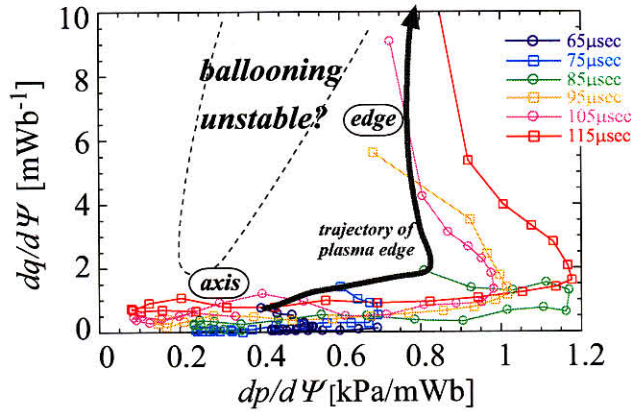 10
8
6
4
2
0
dq/dΨ [mWb⁻¹]
ballooning
unstable?
edge
trajectory of
plasma edge
axis
65μsec
75μsec
85μsec
95μsec
105μsec
115μsec
0 0.2 0.4 0.6 0.8 1 1.2
dp/dΨ[kPa/mWb]